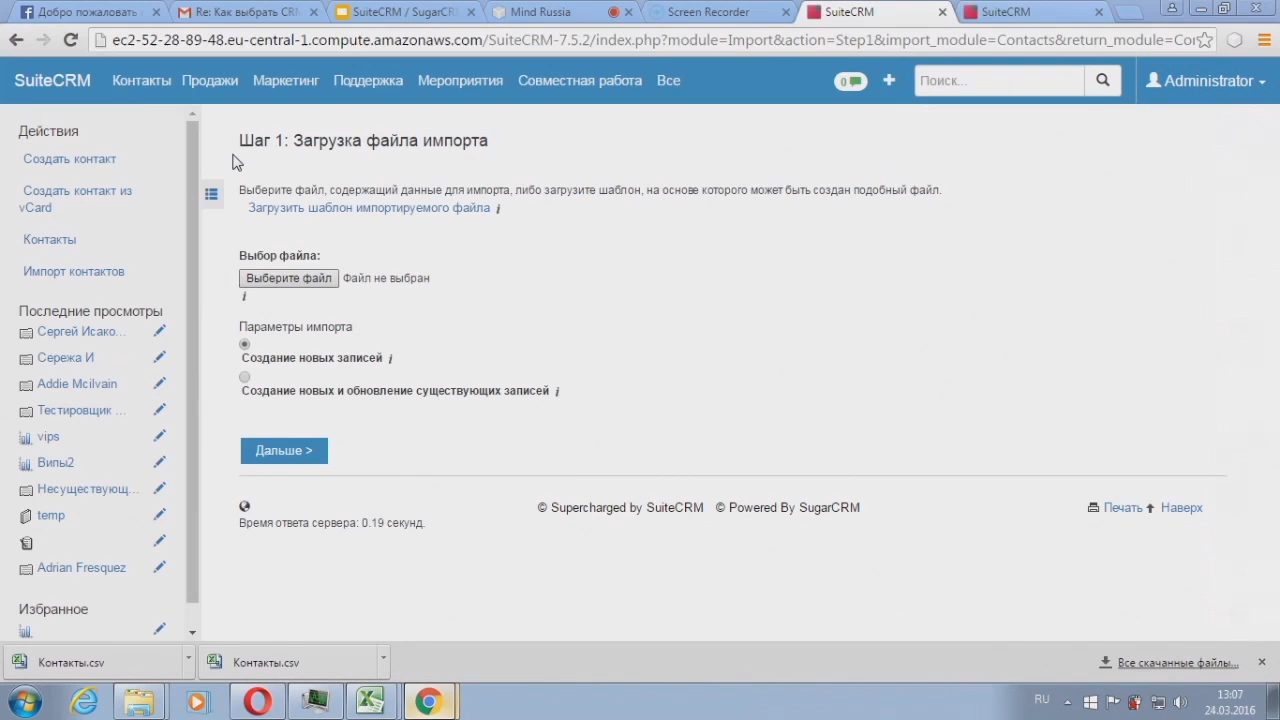 Добро пожаловать
Re: Как выбрать CRM
SuiteCRM / SugarCR
Mind Russia
Screen Recorder
SuiteCRM
SuiteCRM
ec2-52-28-89-48.eu-central-1.compute.amazonaws.com/SuiteCRM-7.5.2/index.php?module=Import&action=Step1&import_module=Contacts&return_module=Con
SuiteCRM
Контакты
Продажи
Маркетинг
Поддержка
Мероприятия
Совместная работа
Все
0
Поиск...
Administrator
Действия
Создать контакт
Создать контакт из
vCard
Контакты
Импорт контактов
Последние просмотры
Сергей Исако...
Сережа И
Addie Mcilvain
Тестировщик ...
vips
Випы2
Несуществующ...
temp
Adrian Fresquez
Избранное
Шаг 1: Загрузка файла импорта
Выберите файл, содержащий данные для импорта, либо загрузите шаблон, на основе которого может быть создан подобный файл.
Загрузить шаблон импортируемого файла i
Выбор файла:
Выберите файл Файл не выбран
i
Параметры импорта
Создание новых записей i
Создание новых и обновление существующих записей i
Дальше >
© Supercharged by SuiteCRM © Powered By SugarCRM
Печать
Наверх
Время ответа сервера: 0.19 секунд.
Контакты.csv
Контакты.csv
Все скачанные файлы...
RU
13:07
24.03.2016